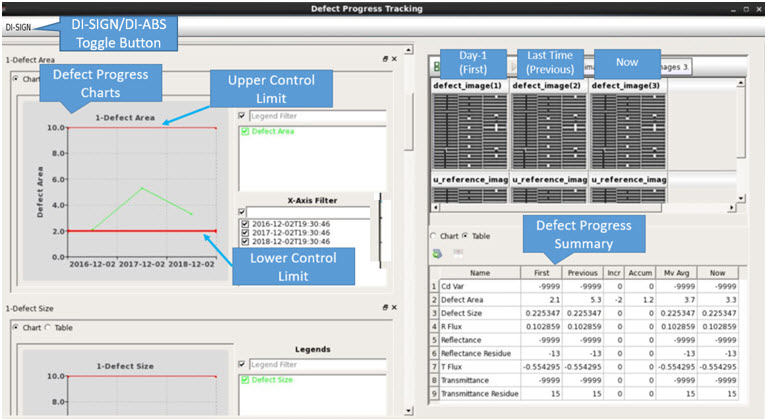 Defect Progress Tracking
DI-SIGN
DI-SIGN/DI-ABS
Toggle Button
1-Defect Area
Chart
Defect Progress
Charts
Upper Control
Limit
1-Defect Area
10.0
8.0
6.0
4.0
2.0
0.0
Defect Area
2016-12-02 2017-12-02 2018-12-02
Lower Control
Limit
Legend Filter
Defect Area
X-Axis Filter
2016-12-02T19:30:46
2017-12-02T19:30:46
2018-12-02T19:30:46
1-Defect Size
Chart Table
1-Defect Size
10.0
8.0
Legends
Legend Filter
Defect Size
Day-1
(First)
Last Time
(Previous)
Now
ages 3.
defect_image(1) defect_image(2) defect_image(3)
u_reference_imag u_reference_imag u_reference_imag
Chart Table
Defect Progress
Summary
Name First Previous Incr Accum Mv Avg Now
1 Cd Var -9999 -9999 0 0 -9999 -9999
2 Defect Area 2.1 5.3 -2 1.2 3.7 3.3
3 Defect Size 0.225347 0.225347 0 0 0.225347 0.225347
4 R Flux 0.102859 0.102859 0 0 0.102859 0.102859
5 Reflectance -9999 -9999 0 0 -9999 -9999
6 Reflectance Residue -13 -13 0 0 -13 -13
7 T Flux -0.554295 -0.554295 0 0 -0.554295 -0.554295
8 Transmittance -9999 -9999 0 0 -9999 -9999
9 Transmittance Residue 15 15 0 0 15 15